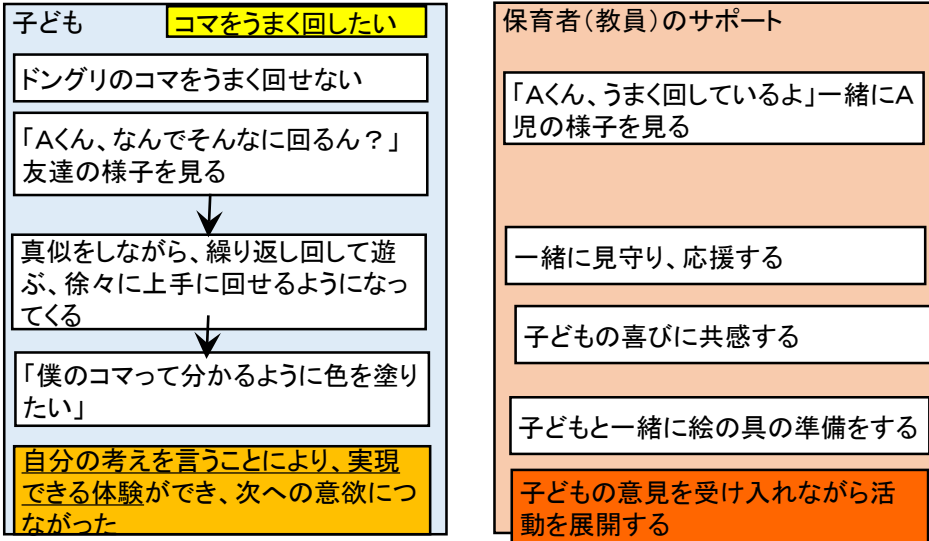 子ども
コマをうまく回したい
ドングリのコマをうまく回せない
「Aくん、なんでそんなに回るん？」
友達の様子を見る
真似をしながら、繰り返し回して遊
ぶ、徐々に上手に回せるようになっ
てくる
「僕のコマって分かるように色を塗り
たい」
自分の考えを言うことにより、実現
できる体験ができ、次への意欲につ
ながった
保育者（教員）のサポート
「Aくん、うまく回しているよ」一緒にA
児の様子を見る
一緒に見守り、応援する
子どもの喜びに共感する
子どもと一緒に絵の具の準備をする
子どもの意見を受け入れながら活
動を展開する